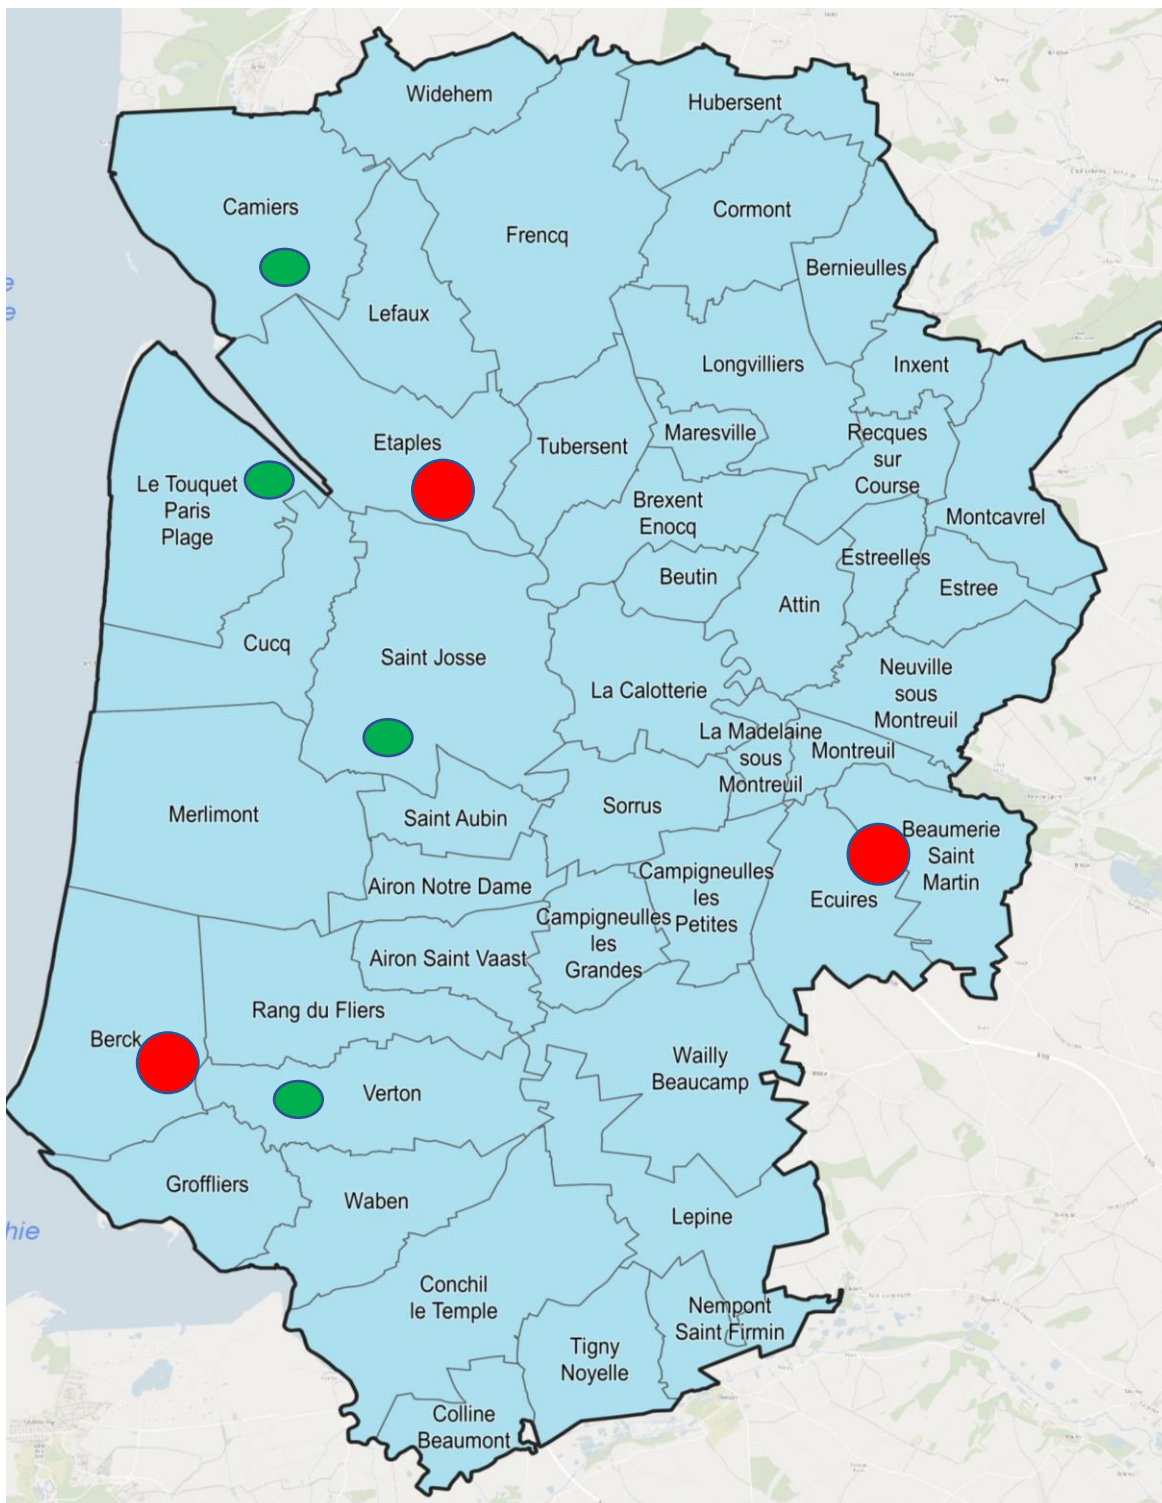 Widehem
Hubersent
Camiers
Cormont
Frencq
Bernieulles
Lefaux
Longvilliers
Inxent
Etaples
Tubersent
Maresville
Recques
sur
Course
Le Touquet
Paris
Plage
Brexent
Enocq
Montcavrel
Estreelles
Beutin
Estree
Attin
Cucq
Saint Josse
La Calotterie
Neuville
sous
Montreuil
La Madelaine
sous
Montreuil
Montreuil
Merlimont
Saint Aubin
Sorrus
Beaumerie
Saint
Martin
Airon Notre Dame
Campigneulles
les
Petites
Ecuires
Campigneulles
les
Grandes
Airon Saint Vaast
Rang du Fliers
Berck
Wailly
Beaucamp
Verton
Groffliers
Waben
Lepine
hie
Conchil
le Temple
Nempont
Saint Firmin
Tigny
Noyelle
Colline
Beaumont